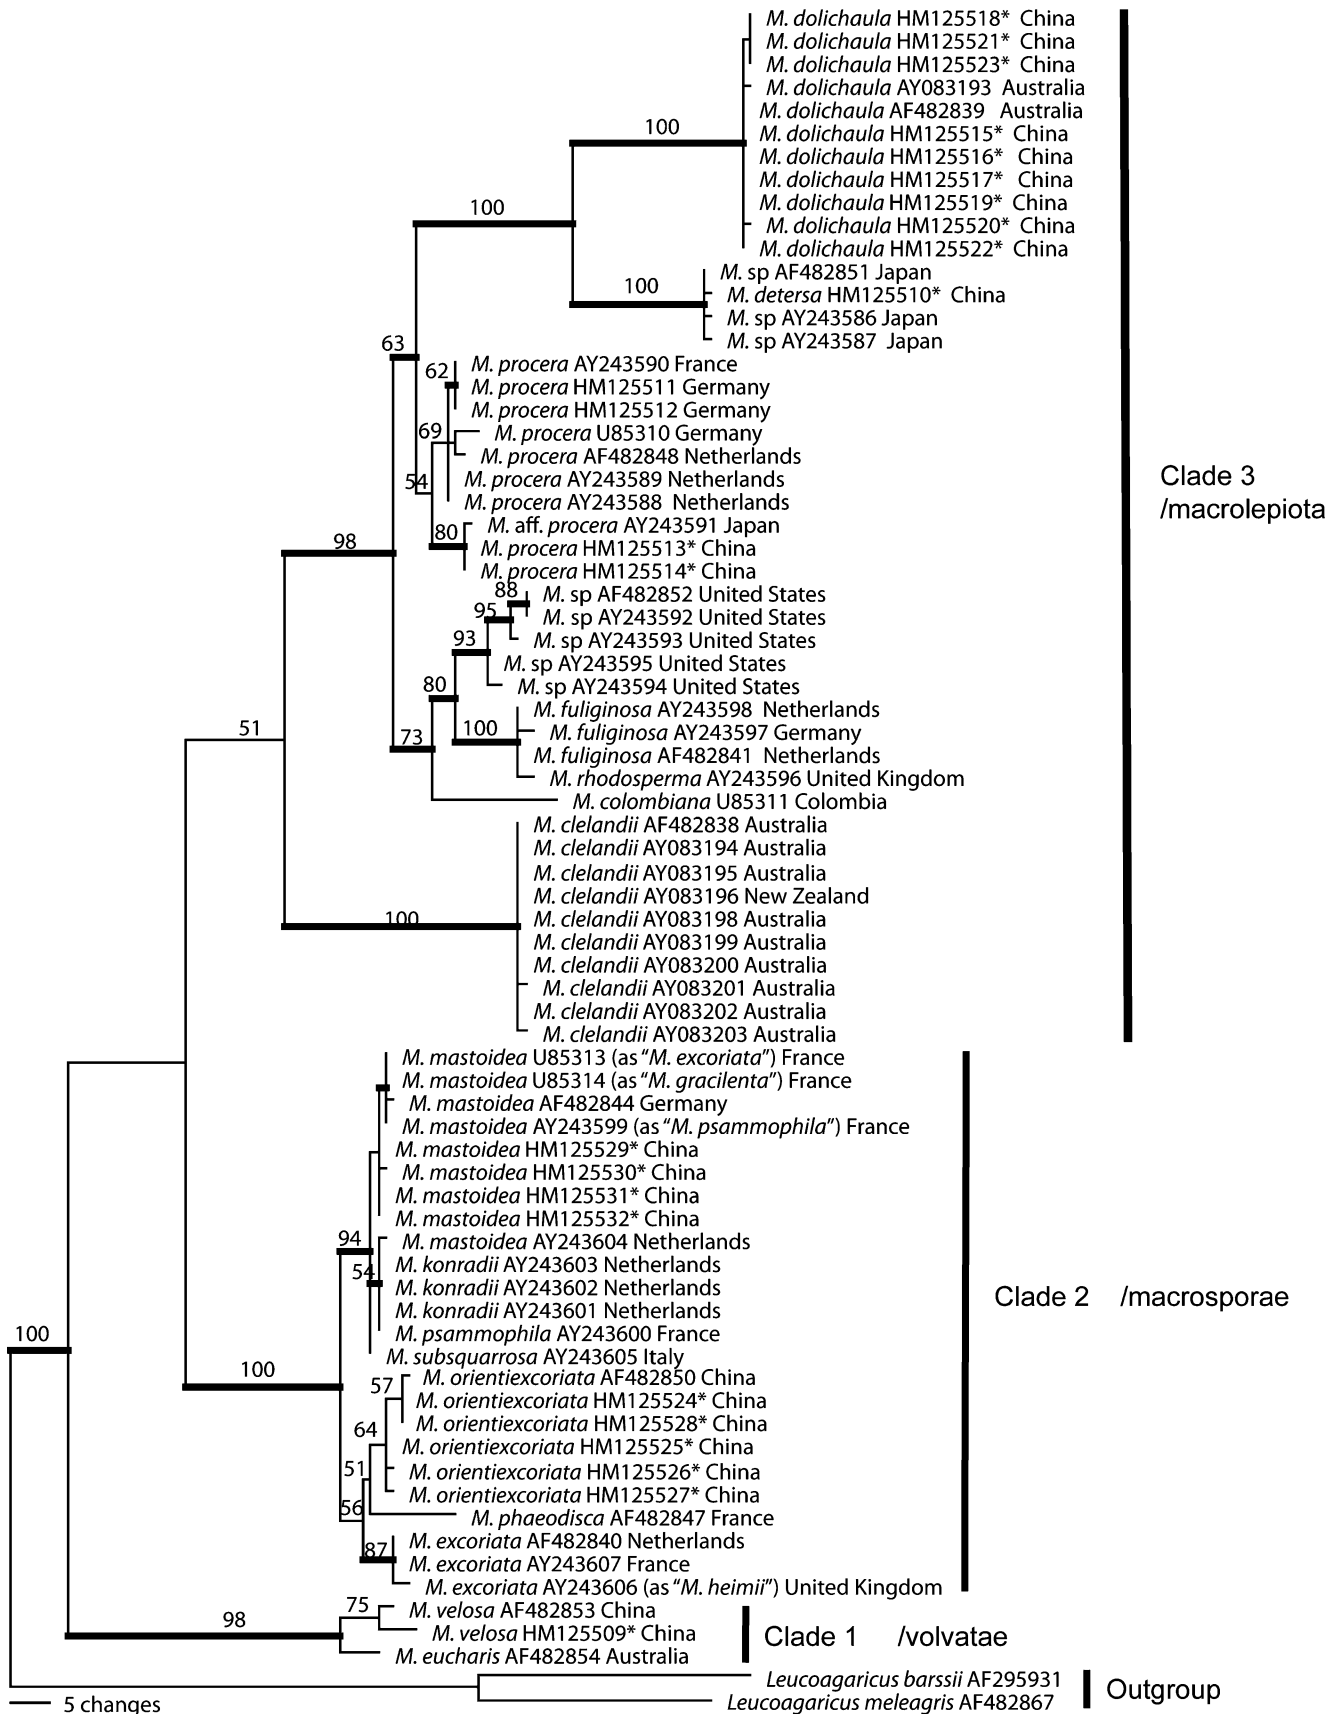 M. dolichaula HM125518* China
M. dolichaula HM125521* China
M. dolichaula HM125523* China
M. dolichaula AY083193 Australia
M. dolichaula AF482839 Australia
100
M. dolichaula HM125515* China
M. dolichaula HM125516* China
M. dolichaula HM125517* China
M. dolichaula HM125519* China
100
M. dolichaula HM125520* China
M. dolichaula HM125522* China
M. sp AF482851 Japan
100
M. detersa HM125510* China
M. sp AY243586 Japan
M. sp AY243587 Japan
63
M. procera AY243590 France
62
M. procera HM125511 Germany
M. procera HM125512 Germany
69
M. procera U85310 Germany
M. procera AF482848 Netherlands
54
M. procera AY243589 Netherlands
M. procera AY243588 Netherlands
Clade 3
/macrolepiota
M. aff. procera AY243591 Japan
80
98
M. procera HM125513* China
M. procera HM125514* China
88
M. sp AF482852 United States
95
M. sp AY243592 United States
93
M. sp AY243593 United States
M. sp AY243595 United States
80
M. sp AY243594 United States
M. fuliginosa AY243598 Netherlands
51
73
100
M. fuliginosa AY243597 Germany
M. fuliginosa AF482841 Netherlands
M. rhodosperma AY243596 United Kingdom
M. colombiana U85311 Colombia
M. clelandii AF482838 Australia
M. clelandii AY083194 Australia
M. clelandii AY083195 Australia
M. clelandii AY083196 New Zealand
100
M. clelandii AY083198 Australia
M. clelandii AY083199 Australia
M. clelandii AY083200 Australia
M. clelandii AY083201 Australia
M. clelandii AY083202 Australia
M. clelandii AY083203 Australia
M. mastoidea U85313 (as “M. excoriata”) France
M. mastoidea U85314 (as “M. gracilenta”) France
M. mastoidea AF482844 Germany
M. mastoidea AY243599 (as “M. psammophila”) France
M. mastoidea HM125529* China
M. mastoidea HM125530* China
M. mastoidea HM125531* China
M. mastoidea HM125532* China
94
M. mastoidea AY243604 Netherlands
54
M. konradii AY243603 Netherlands
M. konradii AY243602 Netherlands
Clade 2 /macrosporae
M. konradii AY243601 Netherlands
100
M. psammophila AY243600 France
M. subsquarrosa AY243605 Italy
100
57
M. orientiexcoriata AF482850 China
M. orientiexcoriata HM125524* China
64
M. orientiexcoriata HM125528* China
M. orientiexcoriata HM125525* China
51
M. orientiexcoriata HM125526* China
M. orientiexcoriata HM125527* China
56
M. phaeodisca AF482847 France
M. excoriata AF482840 Netherlands
87
M. excoriata AY243607 France
M. excoriata AY243606 (as “M. heimii”) United Kingdom
75
M. velosa AF482853 China
98
M. velosa HM125509* China
Clade 1 /volvatae
M. eucharis AF482854 Australia
Leucoagaricus barssii AF295931
Outgroup
Leucoagaricus meleagris AF482867
5 changes